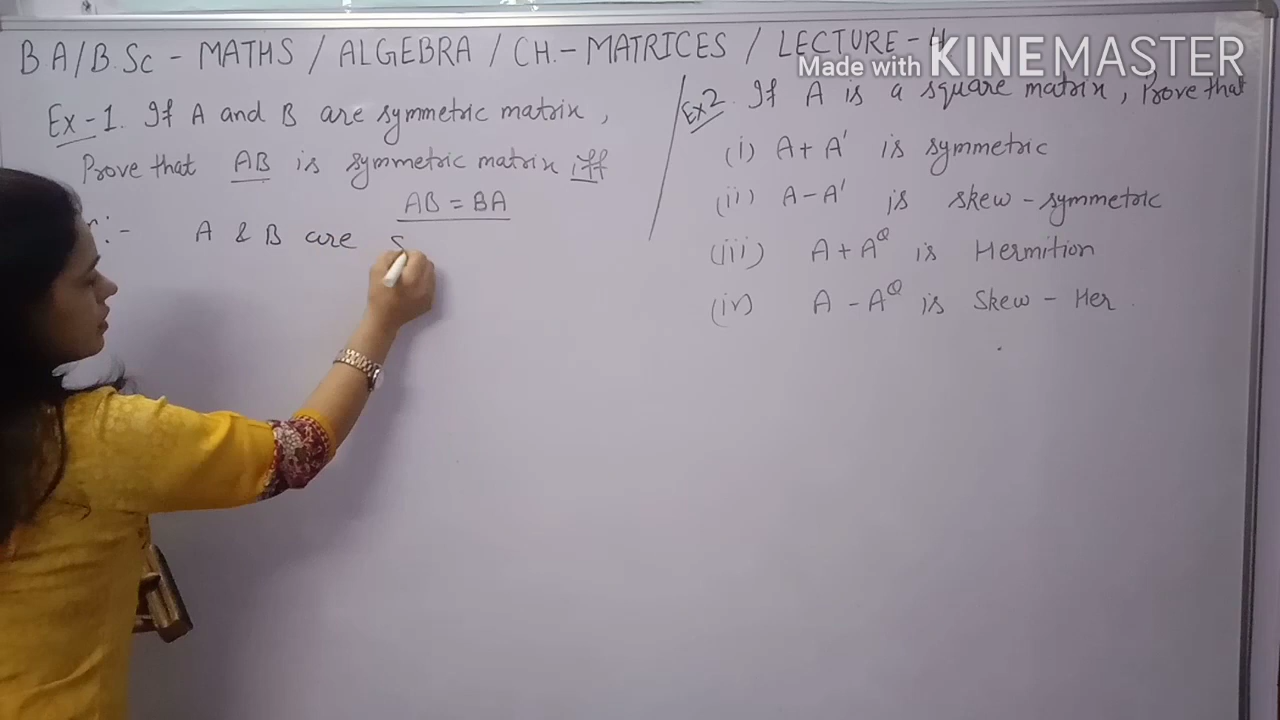 BA/B.Sc - MATHS / ALGEBRA / CH.- MATRICES / LECTURE - 4
Made with KINEMASTER
Ex-1. If A and B are symmetric matrix,
Prove that AB is symmetric matrix iff
AB = BA
:- A & B are S
Ex2. If A is a square matrix, Prove that
(i) A + A' is symmetric
(ii) A - A' is skew - symmetric
(iii) A + A^Q is Hermition
(iv) A - A^Q is Skew - Her.